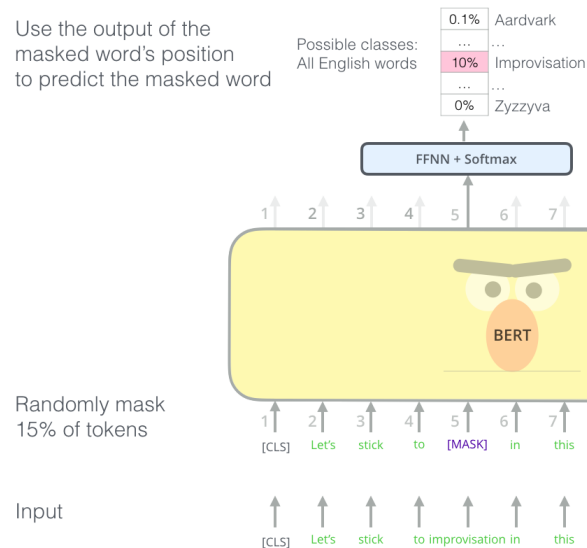 Use the output of the
masked word's position
to predict the masked word
Possible classes:
All English words
0.1% Aardvark
... ...
10% Improvisation
... ...
0% Zyzzyva
FFNN + Softmax
1 2 3 4 5 6 7
BERT
Randomly mask
15% of tokens
1 2 3 4 5 6 7
[CLS] Let's stick to [MASK] in this
Input
[CLS] Let's stick to improvisation in this